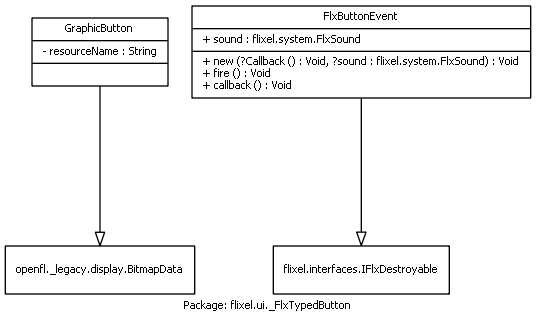 GraphicButton
- resourceName : String
FlxButtonEvent
+ sound : flixel.system.FlxSound
+ new (?Callback () : Void, ?sound : flixel.system.FlxSound) : Void
+ fire () : Void
+ callback () : Void
openfl._legacy.display.BitmapData
flixel.interfaces.IFlxDestroyable
Package: flixel.ui._FlxTypedButton